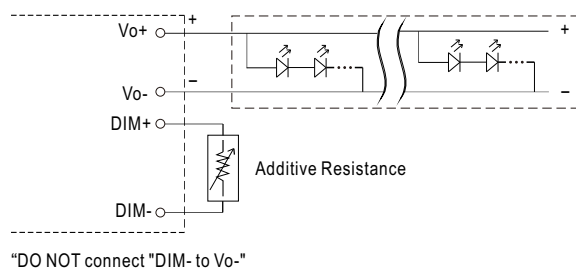 Vo+
+
+
–
Vo-
–
DIM+
Additive Resistance
DIM-
“DO NOT connect "DIM- to Vo-"